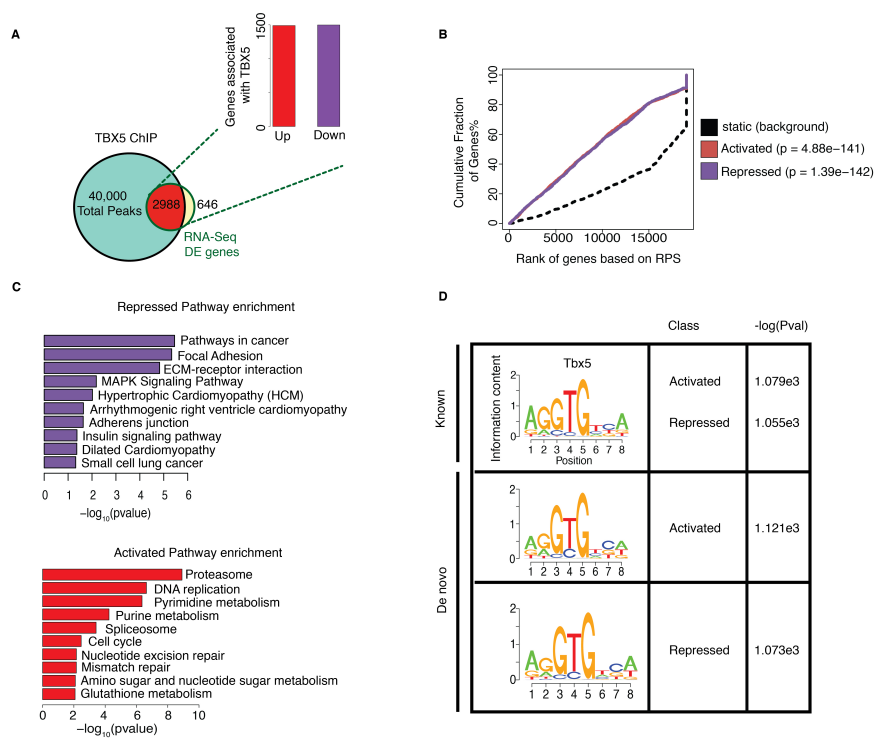 A
1500
0
Genes associated
with TBX5
Up
Down
TBX5 ChIP
40,000
Total Peaks
2988
646
RNA-Seq
DE genes
B
Cumulative Fraction
of Genes%
100
80
60
40
20
0
0 5000 10000 15000
Rank of genes based on RPS
static (background)
Activated (p = 4.88e−141)
Repressed (p = 1.39e−142)
C
Repressed Pathway enrichment
Pathways in cancer
Focal Adhesion
ECM-receptor interaction
MAPK Signaling Pathway
Hypertrophic Cardiomyopathy (HCM)
Arrhythmogenic right ventricle cardiomyopathy
Adherens junction
Insulin signaling pathway
Dilated Cardiomyopathy
Small cell lung cancer
0 1 2 3 4 5 6
−log10(pvalue)
Activated Pathway enrichment
Proteasome
DNA replication
Pyrimidine metabolism
Purine metabolism
Spliceosome
Cell cycle
Nucleotide excision repair
Mismatch repair
Amino sugar and nucleotide sugar metabolism
Glutathione metabolism
0 2 4 6 8 10
−log10(pvalue)
D
Class -log(Pval)
Known
Tbx5
Information content
2
1
0
AGGTG
A
1 2 3 4 5 6 7 8
Position
Activated 1.079e3
Repressed 1.055e3
De novo
2
1
0
AGGTG
CA
1 2 3 4 5 6 7 8
Activated 1.121e3
2
1
0
AGGTG
CA
1 2 3 4 5 6 7 8
Repressed 1.073e3